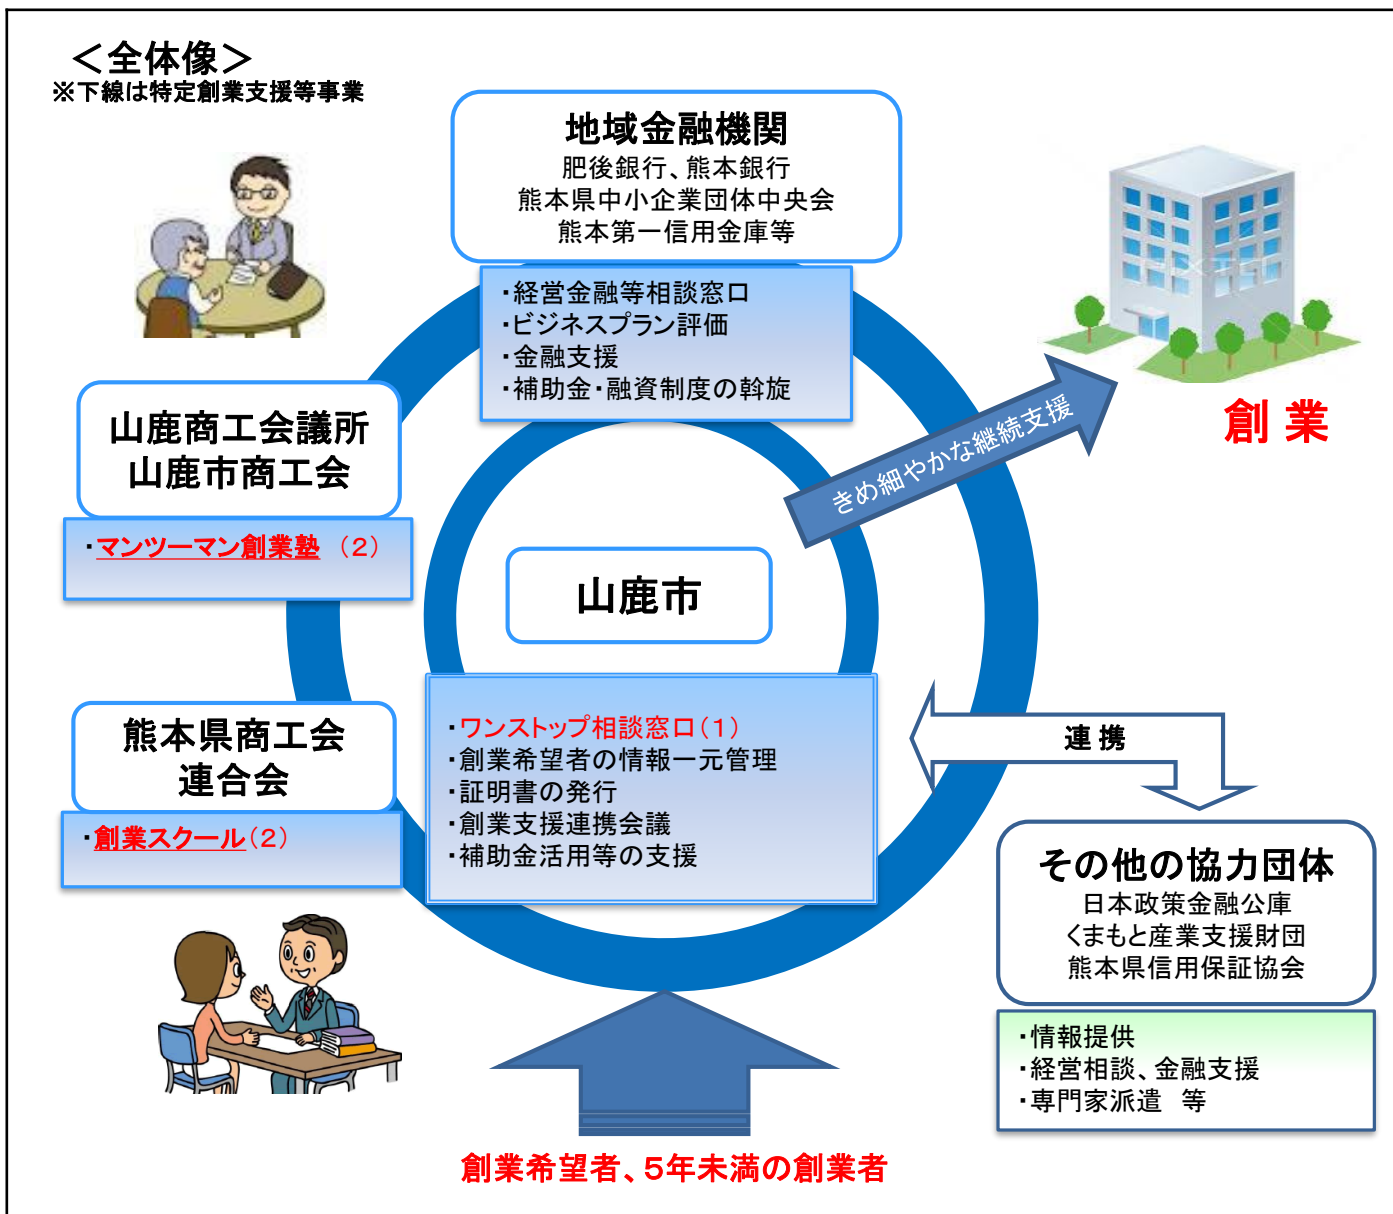 ＜全体像＞
※下線は特定創業支援等事業
地域金融機関
肥後銀行、熊本銀行
熊本県中小企業団体中央会
熊本第一信用金庫等
・経営金融等相談窓口
・ビジネスプラン評価
・金融支援
・補助金・融資制度の斡旋
きめ細やかな継続支援
創 業
山鹿商工会議所
山鹿市商工会
・マンツーマン創業塾　（２）
山鹿市
・ワンストップ相談窓口（１）
・創業希望者の情報一元管理
・証明書の発行
・創業支援連携会議
・補助金活用等の支援
熊本県商工会
連合会
・創業スクール（２）
連 携
その他の協力団体
日本政策金融公庫
くまもと産業支援財団
熊本県信用保証協会
・情報提供
・経営相談、金融支援
・専門家派遣　等
創業希望者、５年未満の創業者